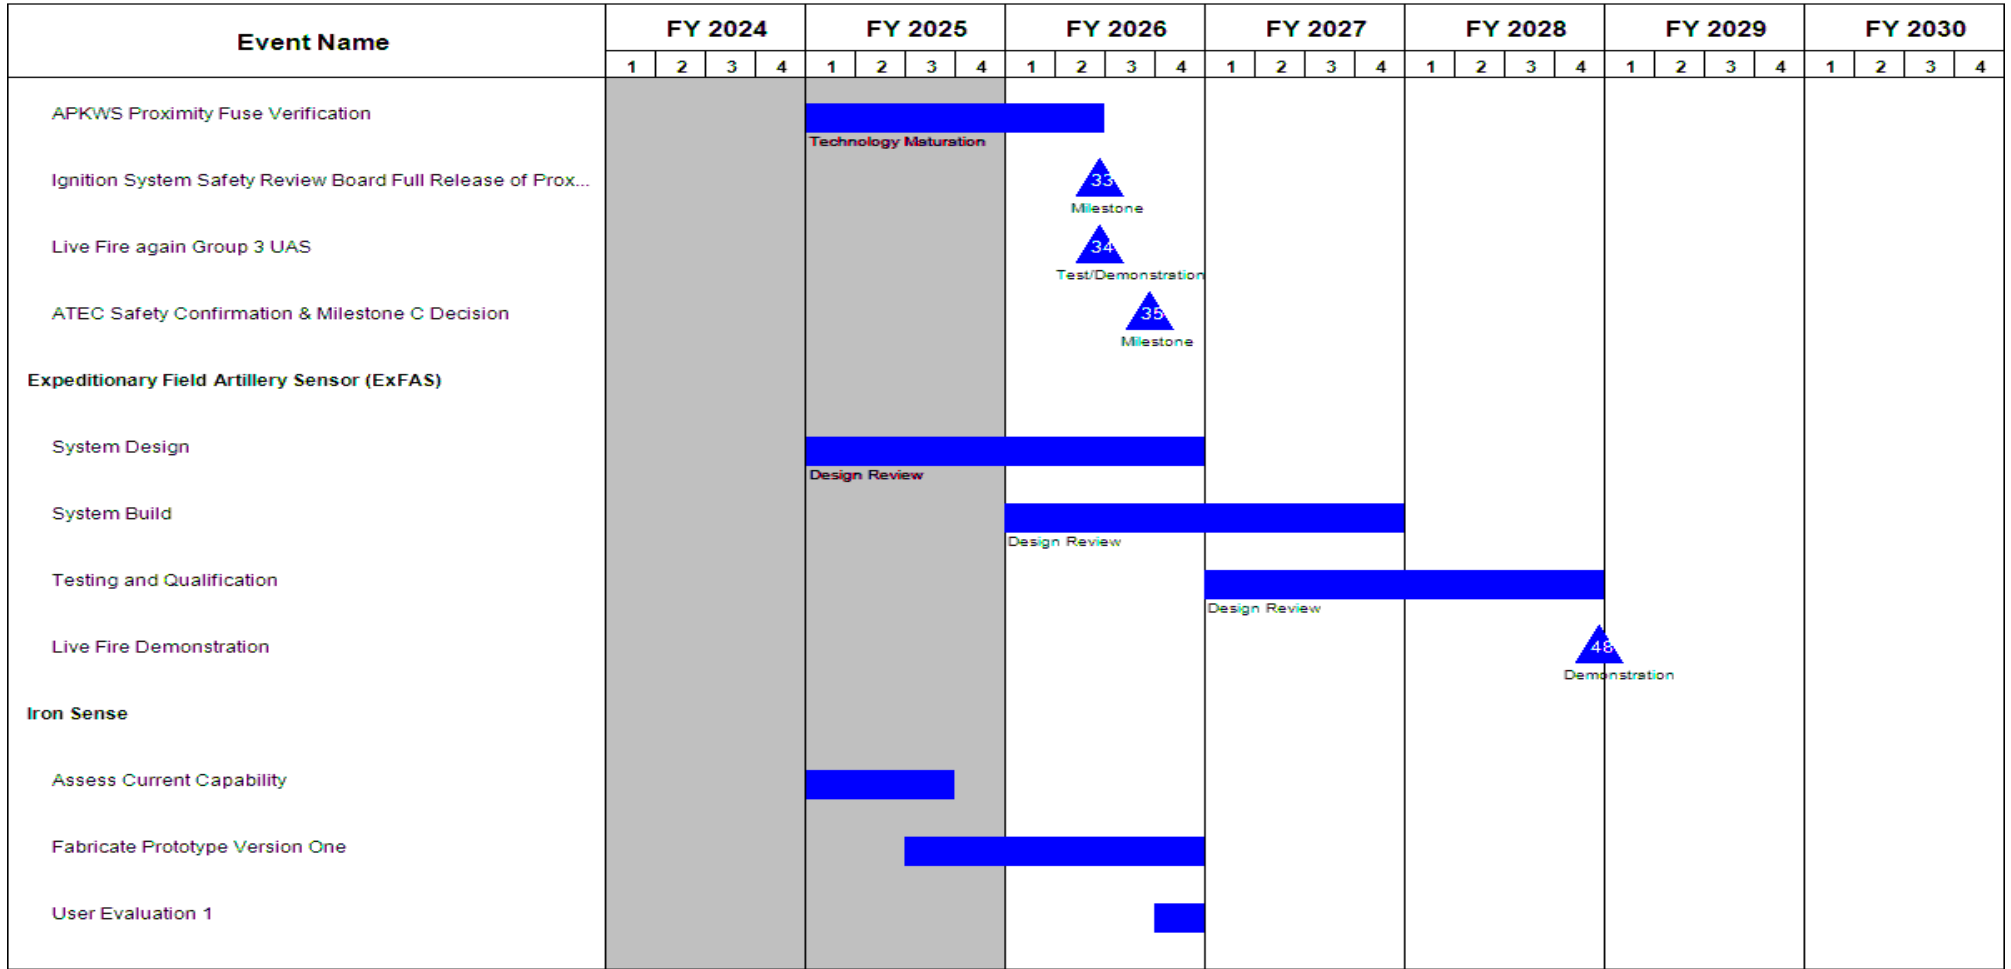 Event Name
FY 2024 FY 2025 FY 2026 FY 2027 FY 2028 FY 2029 FY 2030
1 2 3 4 1 2 3 4 1 2 3 4 1 2 3 4 1 2 3 4 1 2 3 4 1 2 3 4
APKWS Proximity Fuse Verification
Technology Maturation
Ignition System Safety Review Board Full Release of Prox...
33
Milestone
Live Fire again Group 3 UAS
34
Test/Demonstration
ATEC Safety Confirmation & Milestone C Decision
35
Milestone
Expeditionary Field Artillery Sensor (ExFAS)
System Design
Design Review
System Build
Design Review
Testing and Qualification
Design Review
Live Fire Demonstration
48
Demonstration
Iron Sense
Assess Current Capability
Fabricate Prototype Version One
User Evaluation 1